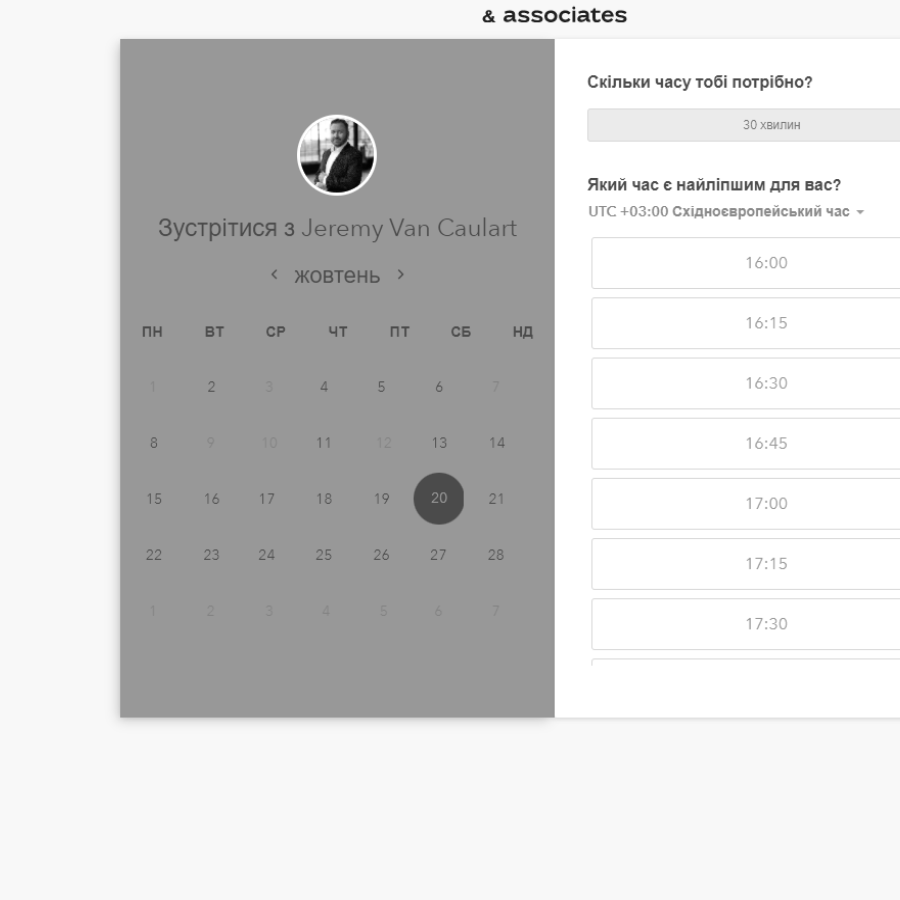 & associates
Зустрітися з Jeremy Van Caulart
жовтень
ПН ВТ СР ЧТ ПТ СБ НД
1 2 3 4 5 6 7
8 9 10 11 12 13 14
15 16 17 18 19 20 21
22 23 24 25 26 27 28
1 2 3 4 5 6 7
Скільки часу тобі потрібно?
30 хвилин
Який час є найліпшим для вас?
UTC +03:00 Східноєвропейський час
16:00
16:15
16:30
16:45
17:00
17:15
17:30